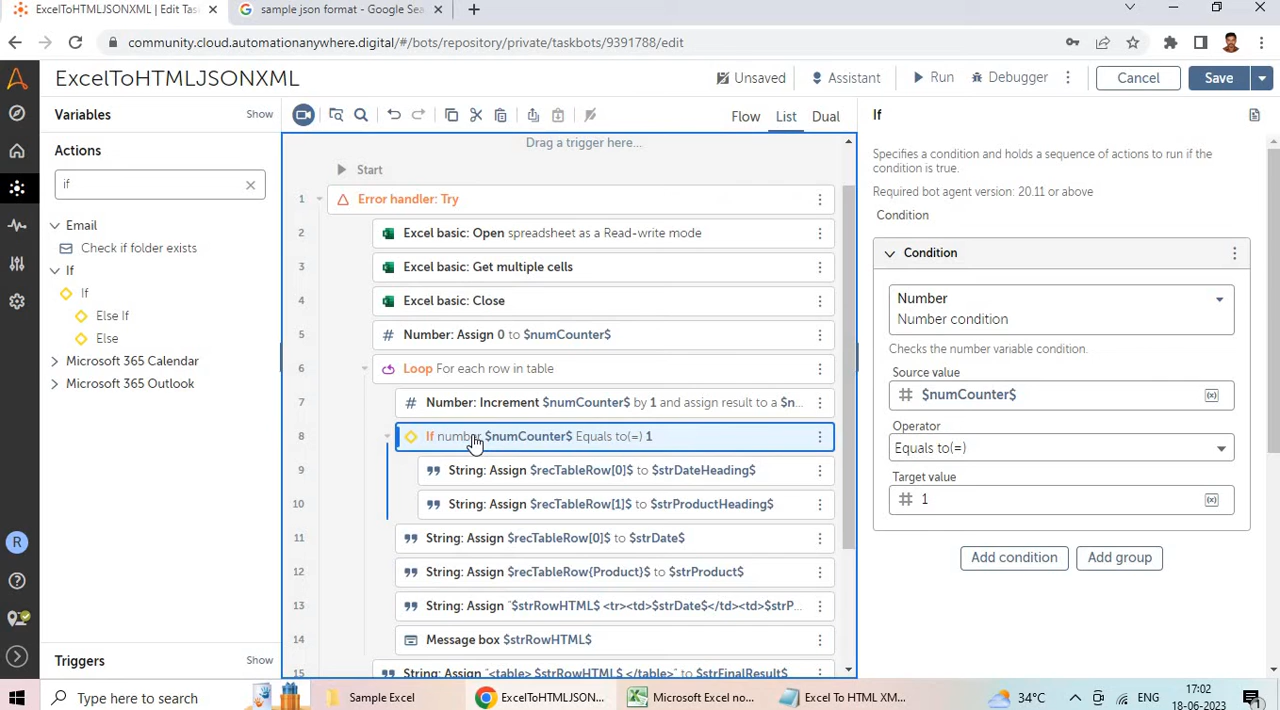 ExcelToHTMLJSONXML | Edit Tas
sample json format - Google Sea
community.cloud.automationanywhere.digital/#/bots/repository/private/taskbots/9391788/edit
ExcelToHTMLJSONXML
Unsaved
Assistant
Run
Debugger
Cancel
Save
Variables
Show
Flow
List
Dual
If
Actions
if
Email
Check if folder exists
If
If
Else If
Else
Microsoft 365 Calendar
Microsoft 365 Outlook
Triggers
Show
R
Drag a trigger here...
Start
1 Error handler: Try
2 Excel basic: Open spreadsheet as a Read-write mode
3 Excel basic: Get multiple cells
4 Excel basic: Close
5 # Number: Assign 0 to $numCounter$
6 Loop For each row in table
7 # Number: Increment $numCounter$ by 1 and assign result to a $n...
8 If number $numCounter$ Equals to(=) 1
9 String: Assign $recTableRow[0]$ to $strDateHeading$
10 String: Assign $recTableRow[1]$ to $strProductHeading$
11 String: Assign $recTableRow[0]$ to $strDate$
12 String: Assign $recTableRow{Product}$ to $strProduct$
13 String: Assign "$strRowHTML$ <tr><td>$strDate$</td><td>$strP...
14 Message box $strRowHTML$
15 String: Assign "<table> $strRowHTML$ </table>" to $strFinalResult$
Specifies a condition and holds a sequence of actions to run if the
condition is true.
Required bot agent version: 20.11 or above
Condition
Condition
Number
Number condition
Checks the number variable condition.
Source value
# $numCounter$ (x)
Operator
Equals to(=)
Target value
# 1 (x)
Add condition
Add group
Type here to search
Sample Excel
ExcelToHTMLJSON...
Microsoft Excel no...
Excel To HTML XM...
34°C
ENG
17:02
18-06-2023
1